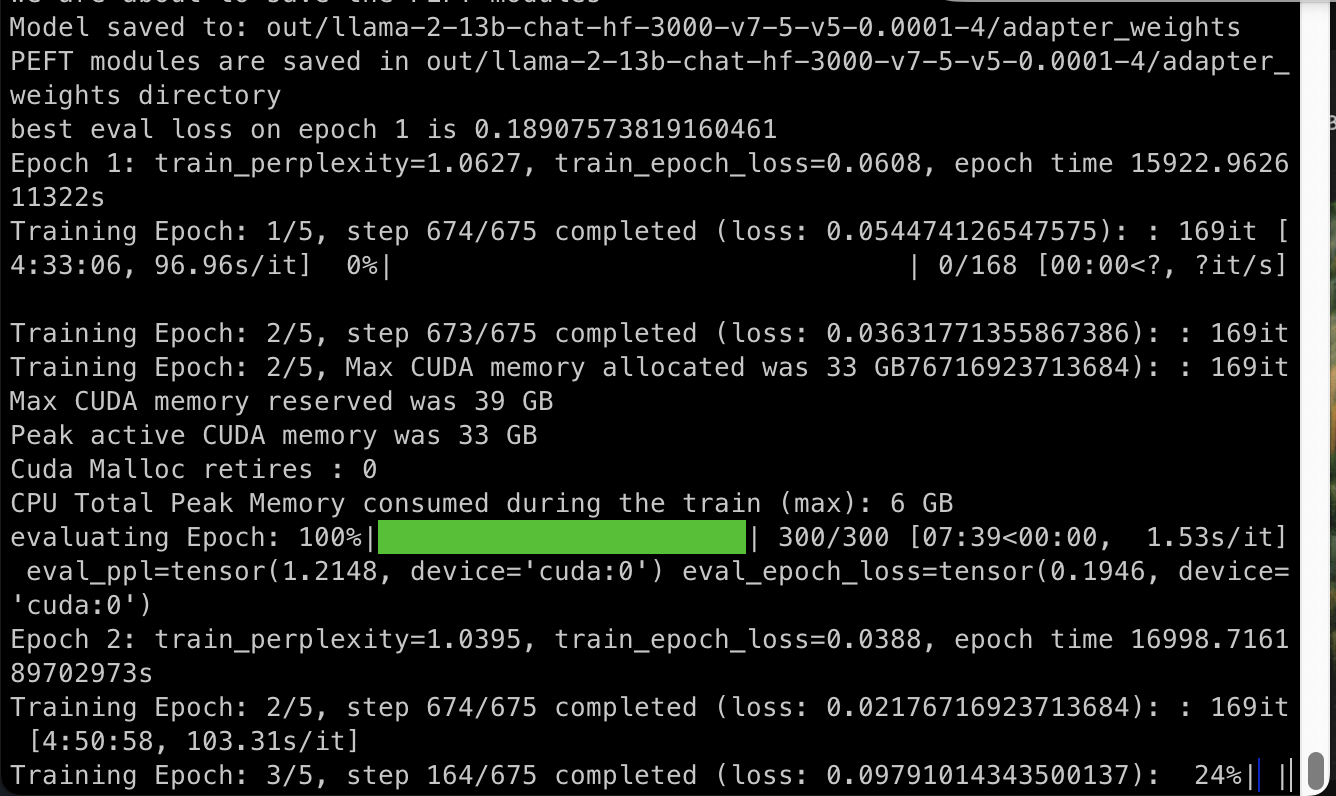 Model saved to: out/llama-2-13b-chat-hf-3000-v7-5-v5-0.0001-4/adapter_weights
PEFT modules are saved in out/llama-2-13b-chat-hf-3000-v7-5-v5-0.0001-4/adapter_
weights directory
best eval loss on epoch 1 is 0.18907573819160461
Epoch 1: train_perplexity=1.0627, train_epoch_loss=0.0608, epoch time 15922.9626
11322s
Training Epoch: 1/5, step 674/675 completed (loss: 0.054474126547575): : 169it [
4:33:06, 96.96s/it]  0%|                                | 0/168 [00:00<?, ?it/s]
Training Epoch: 2/5, step 673/675 completed (loss: 0.03631771355867386): : 169it
Training Epoch: 2/5, Max CUDA memory allocated was 33 GB76716923713684): : 169it
Max CUDA memory reserved was 39 GB
Peak active CUDA memory was 33 GB
Cuda Malloc retires : 0
CPU Total Peak Memory consumed during the train (max): 6 GB
evaluating Epoch: 100%|                       | 300/300 [07:39<00:00,  1.53s/it]
 eval_ppl=tensor(1.2148, device='cuda:0') eval_epoch_loss=tensor(0.1946, device=
'cuda:0')
Epoch 2: train_perplexity=1.0395, train_epoch_loss=0.0388, epoch time 16998.7161
89702973s
Training Epoch: 2/5, step 674/675 completed (loss: 0.02176716923713684): : 169it
 [4:50:58, 103.31s/it]
Training Epoch: 3/5, step 164/675 completed (loss: 0.09791014343500137):  24%| |